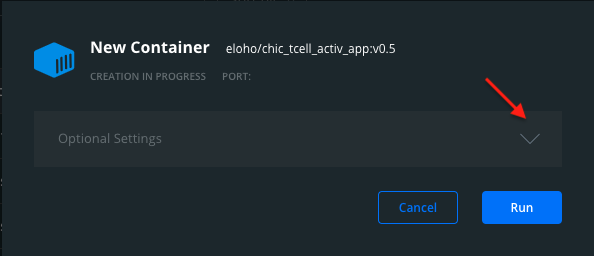 New Container eloho/chic_tcell_activ_app:v0.5
CREATION IN PROGRESS PORT:
Optional Settings
Cancel Run